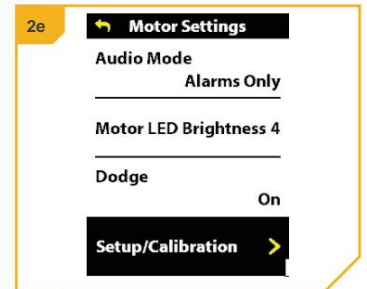 2e
Motor Settings
Audio Mode
Alarms Only
Motor LED Brightness 4
Dodge
On
Setup/Calibration >